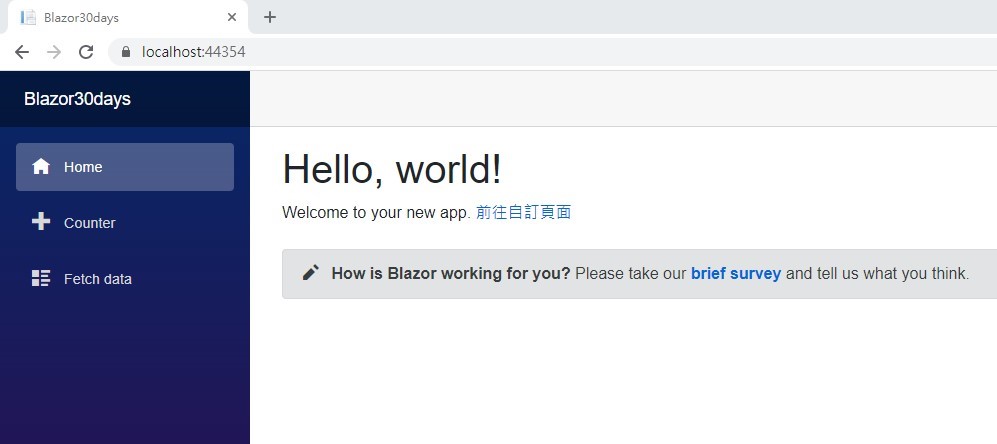 Blazor30days
localhost:44354
Blazor30days
Home
Counter
Fetch data
Hello, world!
Welcome to your new app. 前往自訂頁面
How is Blazor working for you? Please take our brief survey and tell us what you think.